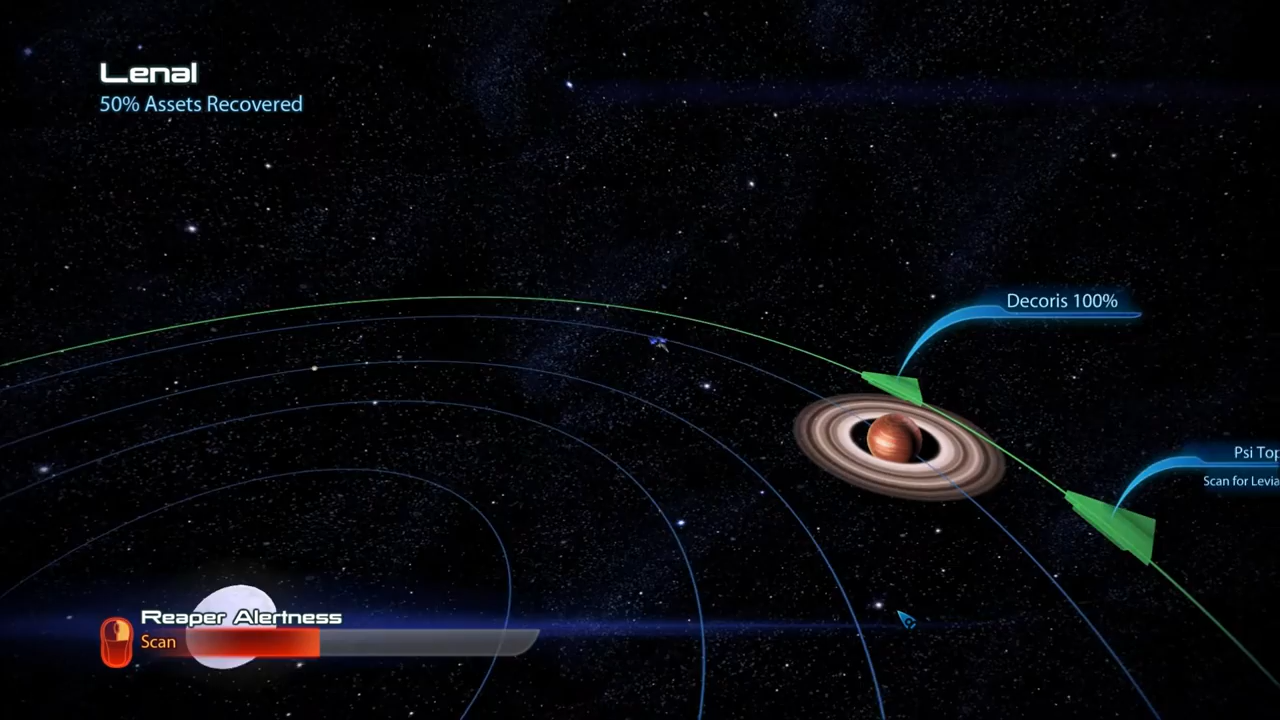 Lenal
50% Assets Recovered
Decoris 100%
Psi Top
Scan for Levia
Reaper Alertness
Scan